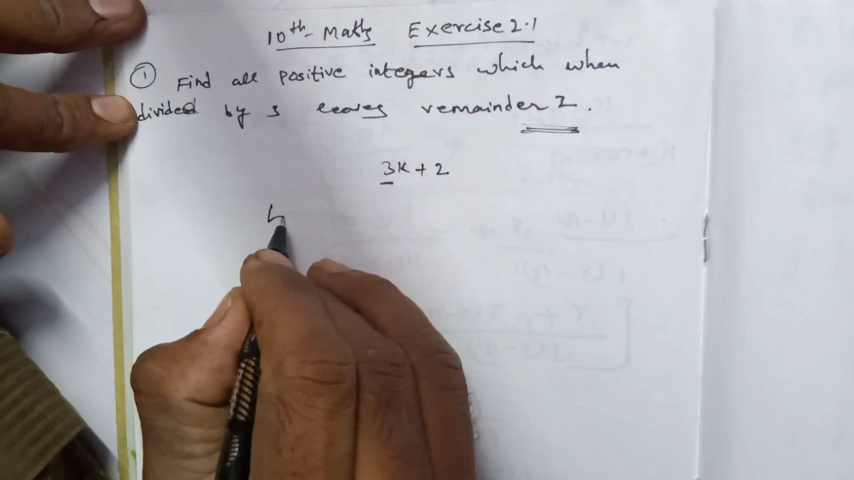 10th Maths Exercise 2.1
① Find all positive integers which when
divided by 3 leaves remainder 2.
3K + 2